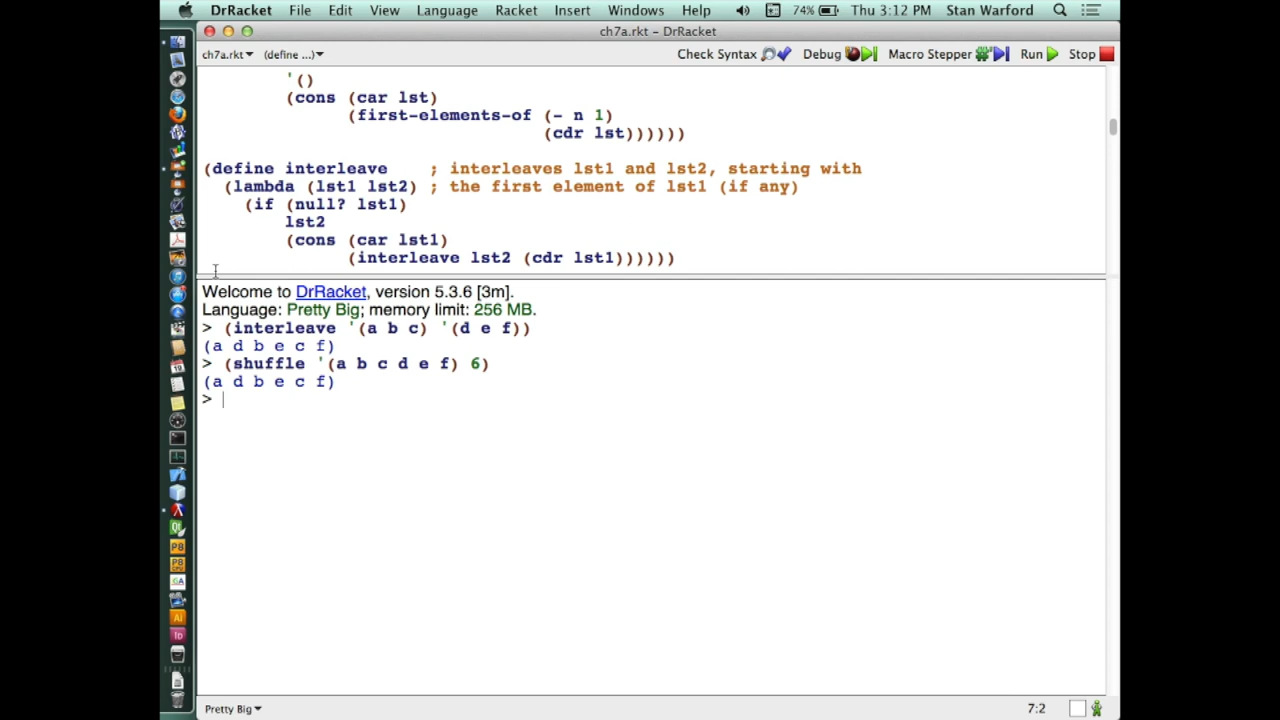 DrRacket File Edit View Language Racket Insert Windows Help 74% Thu 3:12 PM Stan Warford
ch7a.rkt – DrRacket
ch7a.rkt (define ...) Check Syntax Debug Macro Stepper Run Stop
'()
(cons (car lst)
(first-elements-of (- n 1)
(cdr lst))))))
(define interleave ; interleaves lst1 and lst2, starting with
(lambda (lst1 lst2) ; the first element of lst1 (if any)
(if (null? lst1)
lst2
(cons (car lst1)
(interleave lst2 (cdr lst1))))))
Welcome to DrRacket, version 5.3.6 [3m].
Language: Pretty Big; memory limit: 256 MB.
> (interleave '(a b c) '(d e f))
(a d b e c f)
> (shuffle '(a b c d e f) 6)
(a d b e c f)
>
Pretty Big 7:2